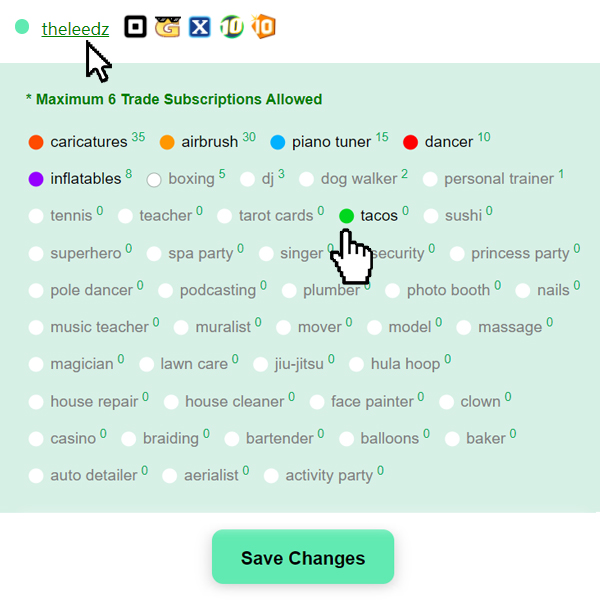 theleedz 10 10
* Maximum 6 Trade Subscriptions Allowed
caricatures 35 airbrush 30 piano tuner 15 dancer 10
inflatables 8 boxing 5 dj 3 dog walker 2 personal trainer 1
tennis 0 teacher 0 tarot cards 0 tacos 0 sushi 0
superhero 0 spa party 0 singer 0 security 0 princess party 0
pole dancer 0 podcasting 0 plumber 0 photo booth 0 nails 0
music teacher 0 muralist 0 mover 0 model 0 massage 0
magician 0 lawn care 0 jiu-jitsu 0 hula hoop 0
house repair 0 house cleaner 0 face painter 0 clown 0
casino 0 braiding 0 bartender 0 balloons 0 baker 0
auto detailer 0 aerialist 0 activity party 0
Save Changes